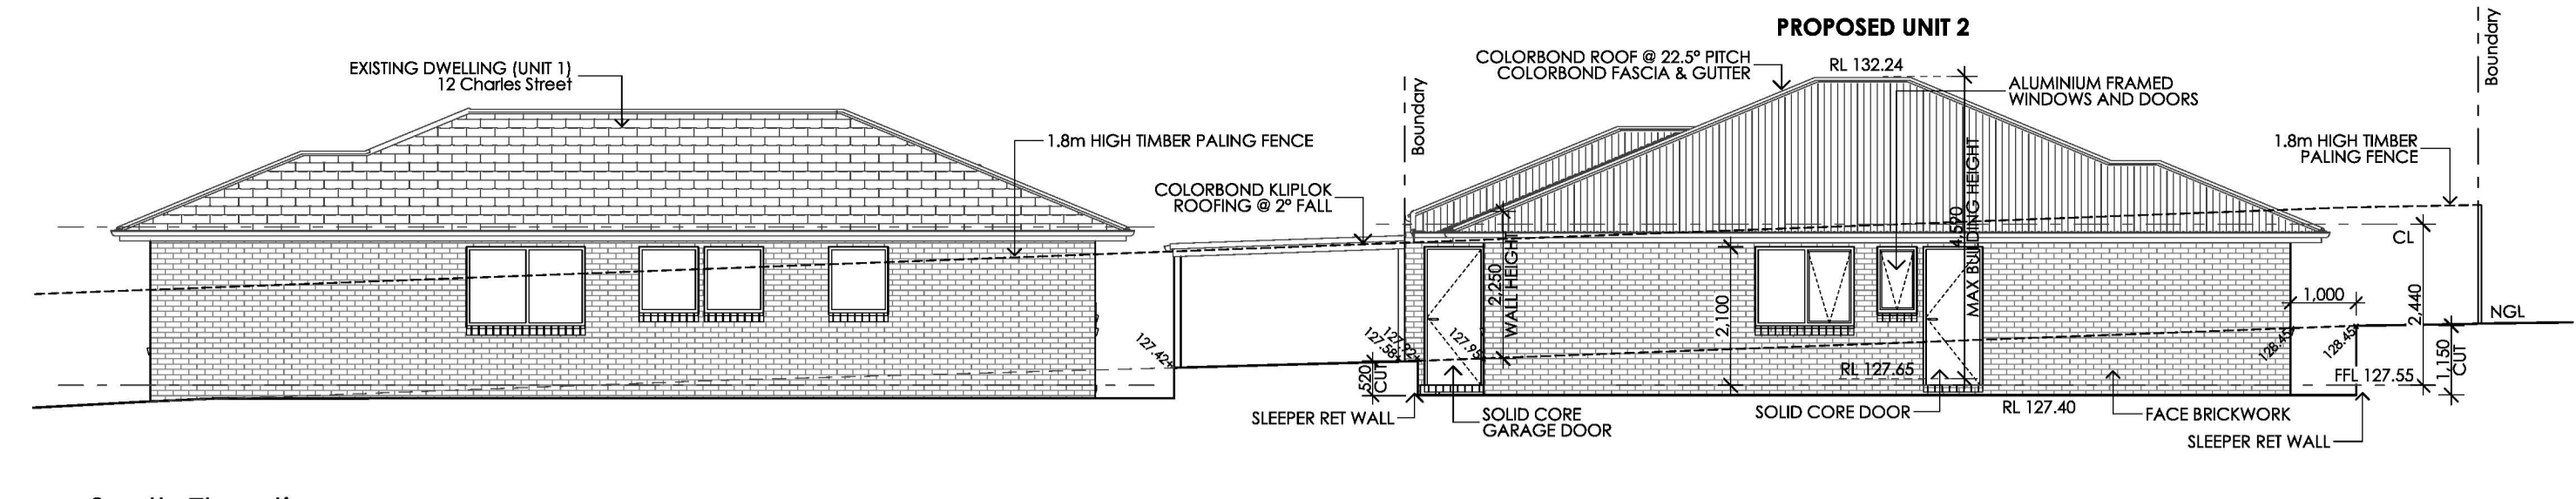 PROPOSED UNIT 2
EXISTING DWELLING (UNIT 1)
12 Charles Street
1.8m HIGH TIMBER PALING FENCE
COLORBOND KLIPLOK
ROOFING @ 2° FALL
Boundary
COLORBOND ROOF @ 22.5° PITCH
COLORBOND FASCIA & GUTTER
RL 132.24
ALUMINIUM FRAMED
WINDOWS AND DOORS
1.8m HIGH TIMBER
PALING FENCE
Boundary
CL
NGL
2,440
1,150
CUT
1,000
4,590
MAX BUILDING HEIGHT
2,250
WALL HEIGHT
2,100
127.42
127.58
127.95
128.45
128.45
520
CUT
RL 127.65
FFL 127.55
RL 127.40
SLEEPER RET WALL
SOLID CORE
GARAGE DOOR
SOLID CORE DOOR
FACE BRICKWORK
SLEEPER RET WALL